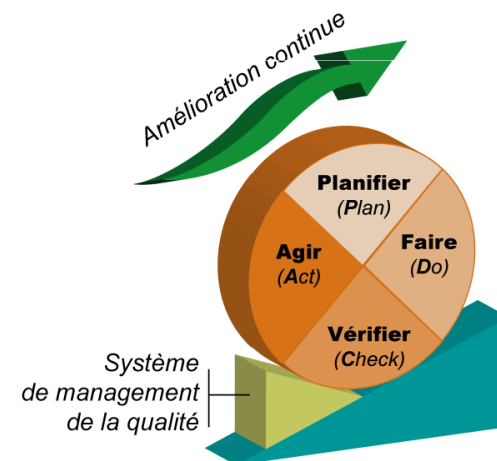 Amélioration continue
Planifier
(Plan)
Faire
(Do)
Agir
(Act)
Vérifier
(Check)
Système
de management
de la qualité